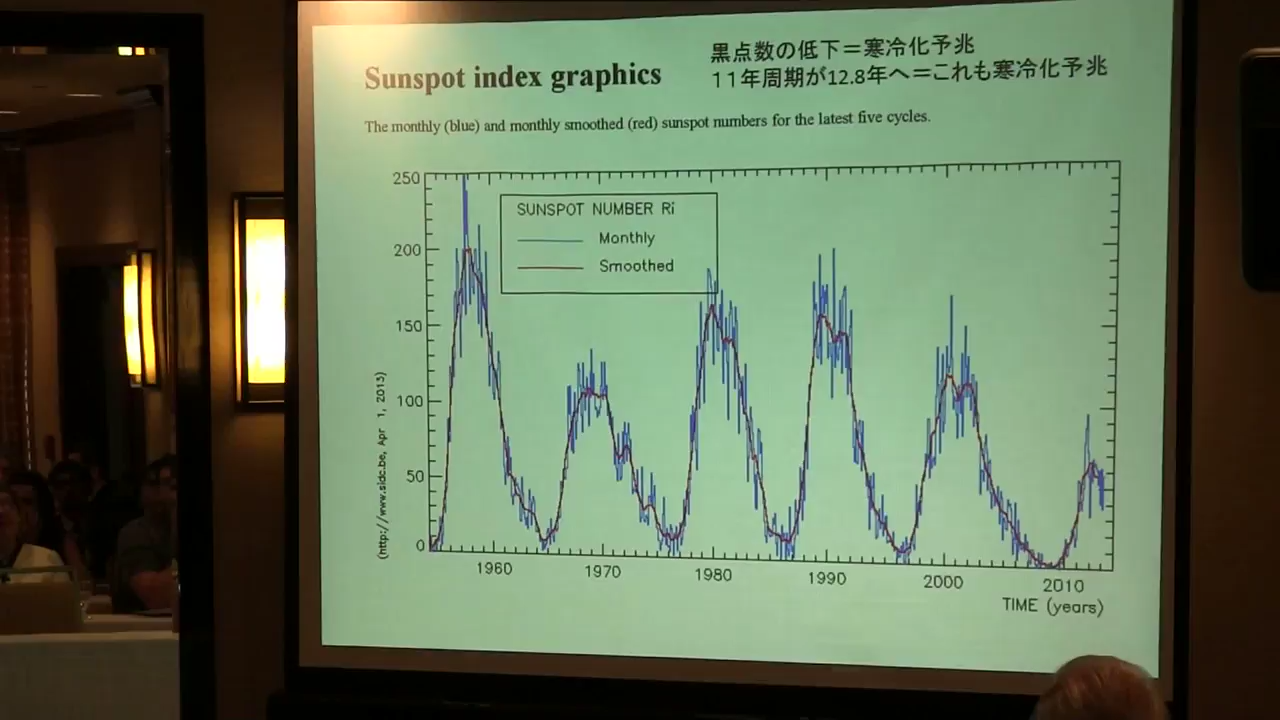 黒点数の低下＝寒冷化予兆
Sunspot index graphics
１１年周期が12.8年へ＝これも寒冷化予兆
The monthly (blue) and monthly smoothed (red) sunspot numbers for the latest five cycles.
250
200
150
100
50
0
SUNSPOT NUMBER Ri
Monthly
Smoothed
(http://www.sidc.be, Apr 1, 2013)
1960
1970
1980
1990
2000
2010
TIME (years)